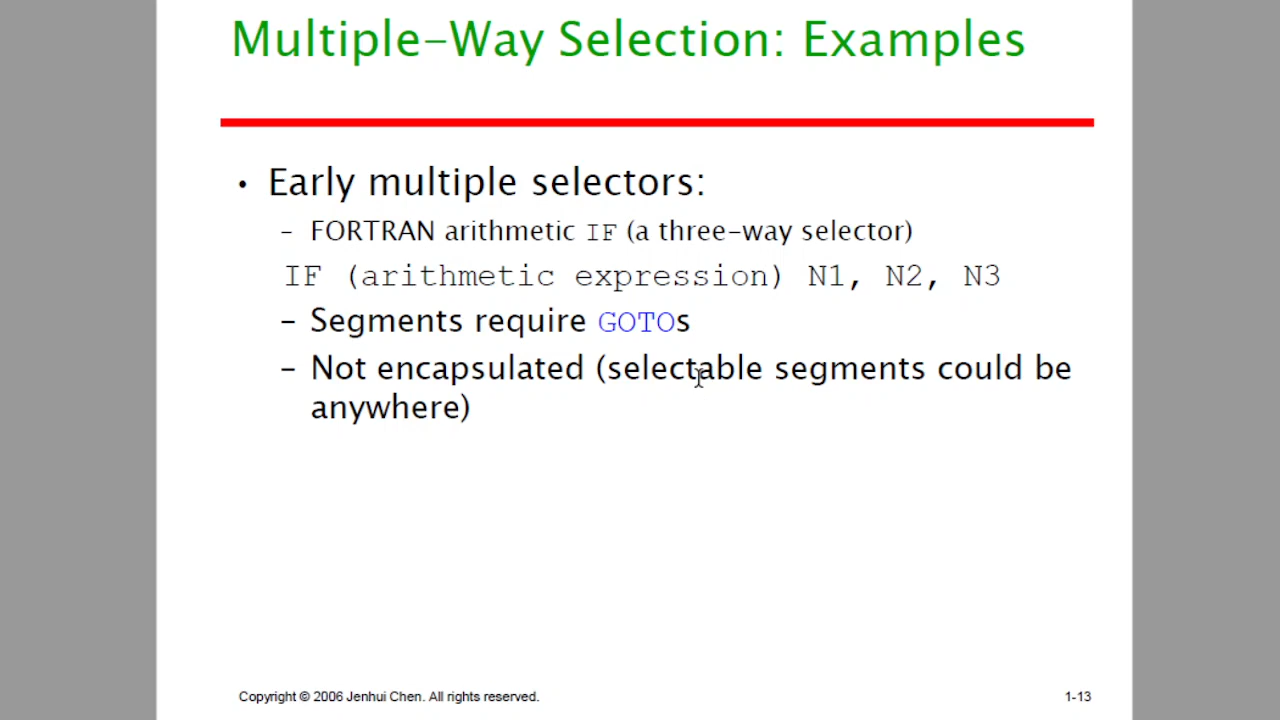 Multiple-Way Selection: Examples
• Early multiple selectors:
– FORTRAN arithmetic IF (a three-way selector)
IF (arithmetic expression) N1, N2, N3
– Segments require GOTOs
– Not encapsulated (selectable segments could be
anywhere)
Copyright © 2006 Jenhui Chen. All rights reserved.
1-13